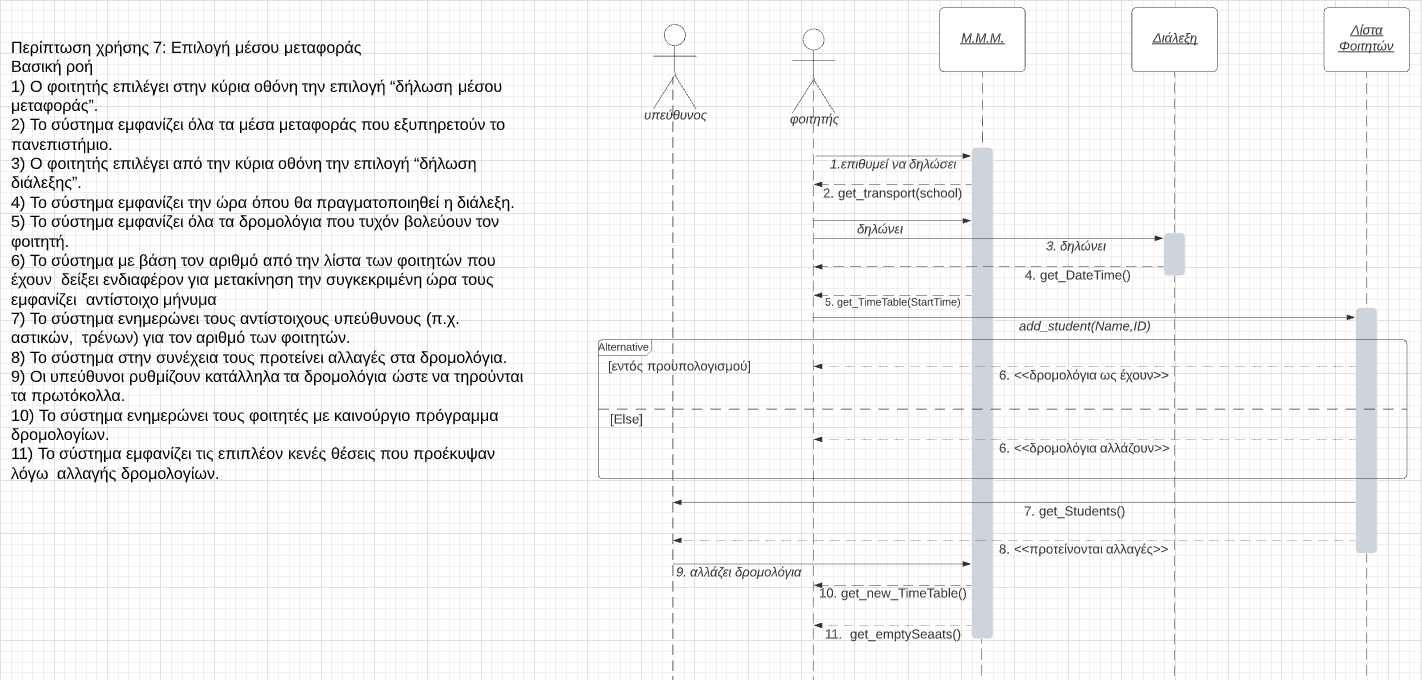 Περίπτωση χρήσης 7: Επιλογή μέσου μεταφοράς
Βασική ροή
1) Ο φοιτητής επιλέγει στην κύρια οθόνη την επιλογή “δήλωση μέσου
μεταφοράς”.
2) Το σύστημα εμφανίζει όλα τα μέσα μεταφοράς που εξυπηρετούν το
πανεπιστήμιο.
3) Ο φοιτητής επιλέγει από την κύρια οθόνη την επιλογή “δήλωση
διάλεξης”.
4) Το σύστημα εμφανίζει την ώρα όπου θα πραγματοποιηθεί η διάλεξη.
5) Το σύστημα εμφανίζει όλα τα δρομολόγια που τυχόν βολεύουν τον
φοιτητή.
6) Το σύστημα με βάση τον αριθμό από την λίστα των φοιτητών που
έχουν  δείξει ενδιαφέρον για μετακίνηση την συγκεκριμένη ώρα τους
εμφανίζει  αντίστοιχο μήνυμα
7) Το σύστημα ενημερώνει τους αντίστοιχους υπεύθυνους (π.χ.
αστικών,  τρένων) για τον αριθμό των φοιτητών.
8) Το σύστημα στην συνέχεια τους προτείνει αλλαγές στα δρομολόγια.
9) Οι υπεύθυνοι ρυθμίζουν κατάλληλα τα δρομολόγια ώστε να τηρούνται
τα πρωτόκολλα.
10) Το σύστημα ενημερώνει τους φοιτητές με καινούργιο πρόγραμμα
δρομολογίων.
11) Το σύστημα εμφανίζει τις επιπλέον κενές θέσεις που προέκυψαν
λόγω  αλλαγής δρομολογίων.
υπεύθυνος
φοιτητής
Μ.Μ.Μ.
Διάλεξη
Λίστα
Φοιτητών
1.επιθυμεί να δηλώσει
2. get_transport(school)
δηλώνει
3. δηλώνει
4. get_DateTime()
5. get_TimeTable(StartTime)
add_student(Name,ID)
Alternative
[εντός προϋπολογισμού]
6. <<δρομολόγια ως έχουν>>
[Else]
6. <<δρομολόγια αλλάζουν>>
7. get_Students()
8. <<προτείνονται αλλαγές>>
9. αλλάζει δρομολόγια
10. get_new_TimeTable()
11.  get_emptySeaats()